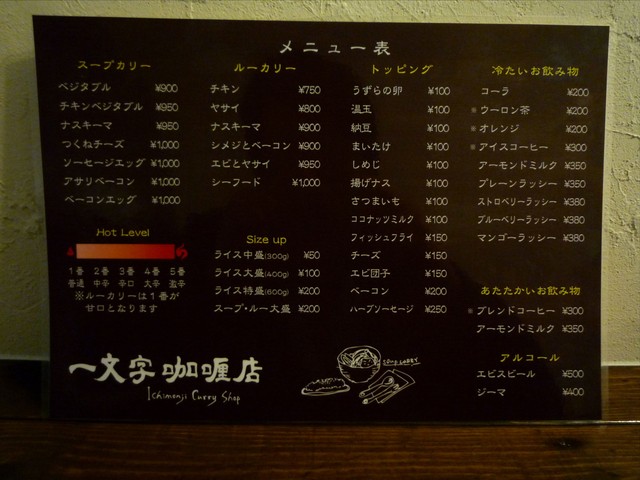 メニュー表
スープカリー
ベジタブル ¥900
チキンベジタブル ¥950
ナスキーマ ¥950
つくねチーズ ¥1,000
ソーセージエッグ ¥1,000
アサリベーコン ¥1,000
ベーコンエッグ ¥1,000
Hot Level
1番 2番 3番 4番 5番
普通 中辛 辛口 大辛 激辛
※ルーカリーは1番が
甘口となります
ルーカリー
チキン ¥750
ヤサイ ¥800
ナスキーマ ¥900
シメジとベーコン ¥900
エビとヤサイ ¥950
シーフード ¥1,000
Size up
ライス中盛(300g) ¥50
ライス大盛(400g) ¥100
ライス特盛(600g) ¥200
スープ・ルー大盛 ¥200
トッピング
うずらの卵 ¥100
温玉 ¥100
納豆 ¥100
まいたけ ¥100
しめじ ¥100
揚げナス ¥100
さつまいも ¥100
ココナッツミルク ¥100
フィッシュフライ ¥150
チーズ ¥150
エビ団子 ¥150
ベーコン ¥200
ハーブソーセージ ¥250
冷たいお飲み物
コーラ ¥200
※ウーロン茶 ¥200
※オレンジ ¥200
※アイスコーヒー ¥300
アーモンドミルク ¥350
プレーンラッシー ¥350
ストロベリーラッシー ¥380
ブルーベリーラッシー ¥380
マンゴーラッシー ¥380
あたたかいお飲み物
※ブレンドコーヒー ¥300
アーモンドミルク ¥350
アルコール
エビスビール ¥500
ジーマ ¥400
一文字咖喱店
Ichimonji Curry Shop
SOUP CURRY